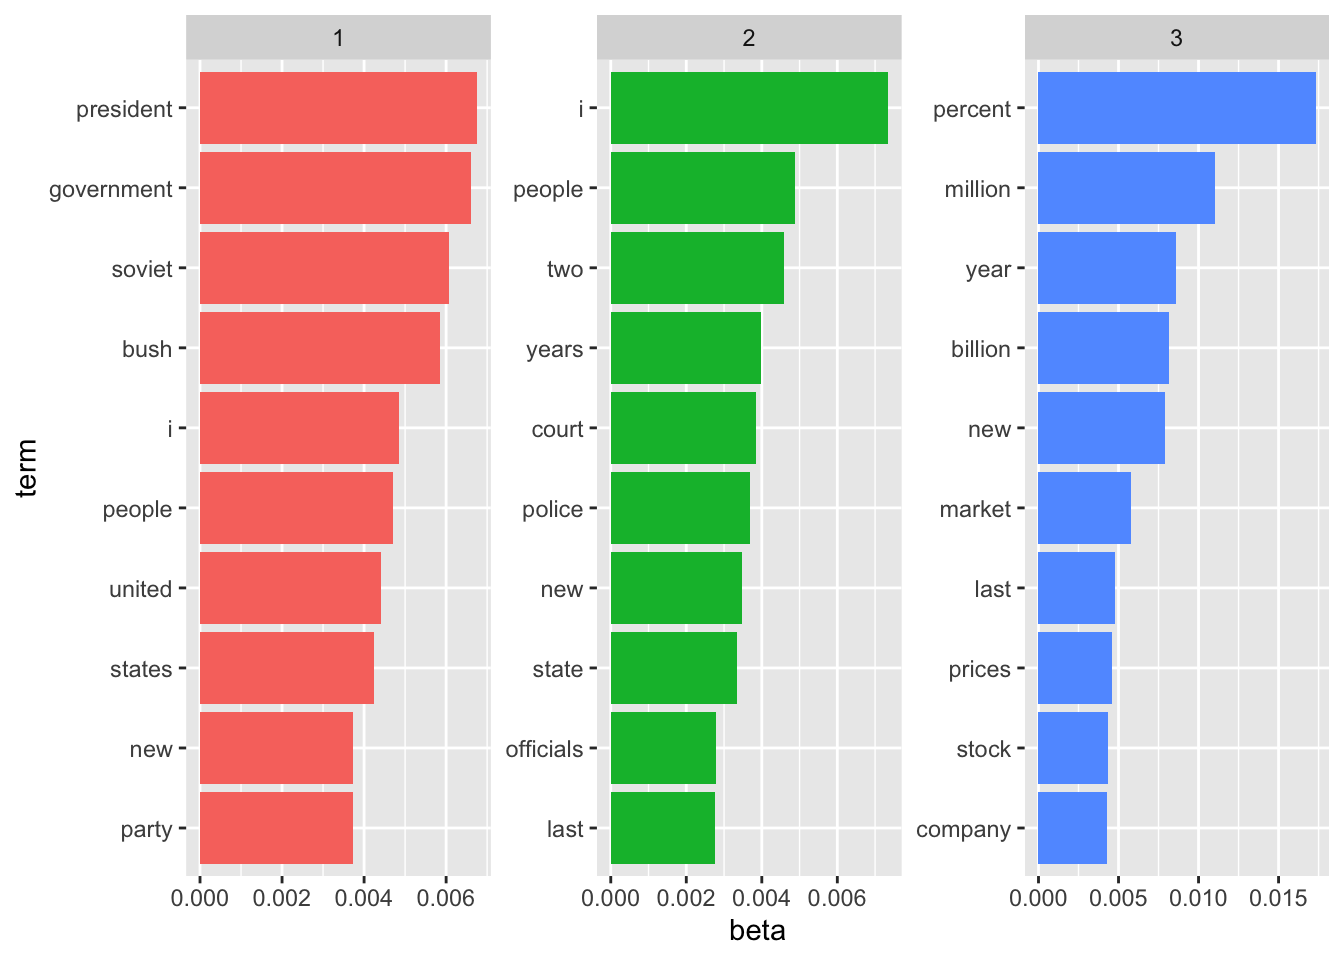 1
2
3
term
president
government
soviet
bush
i
people
united
states
new
party
0.000 0.002 0.004 0.006
i
people
two
years
court
police
new
state
officials
last
0.000 0.002 0.004 0.006
percent
million
year
billion
new
market
last
prices
stock
company
0.000 0.005 0.010 0.015
beta